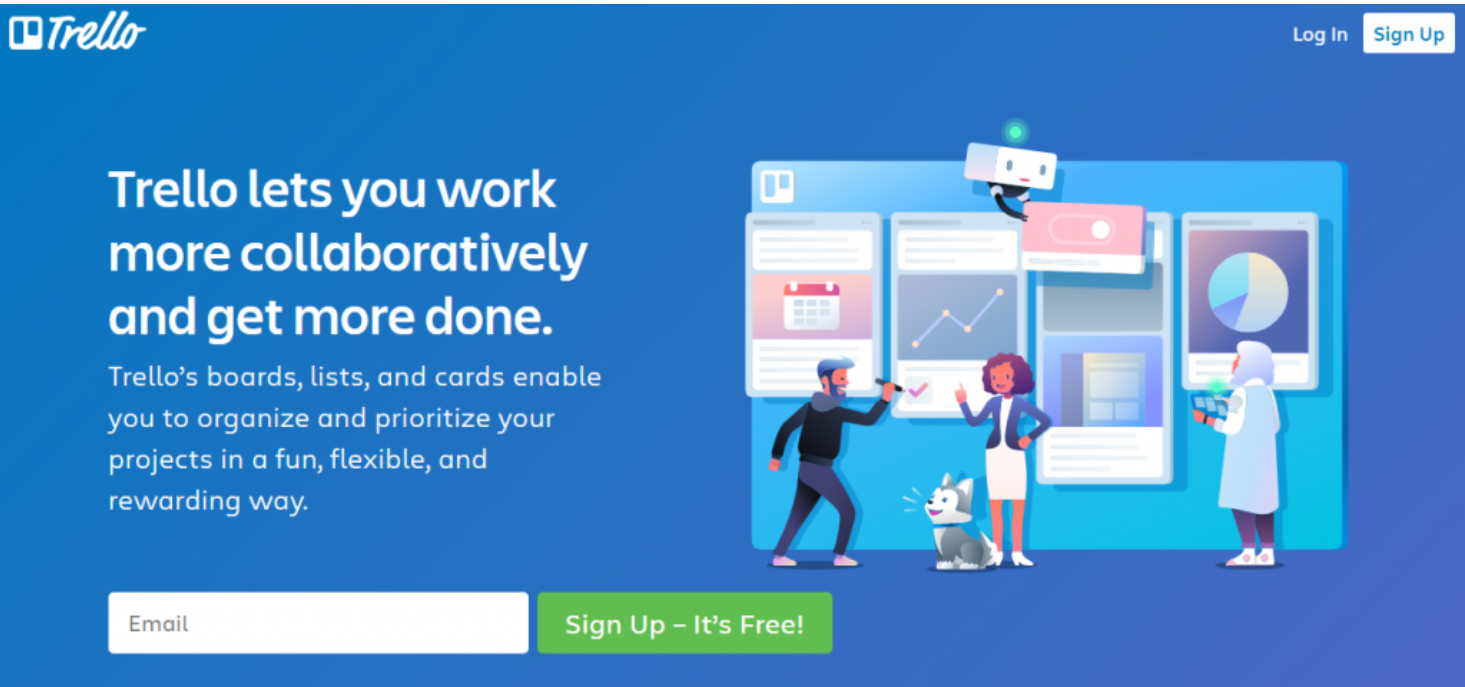 Trello
Log In
Sign Up
Trello lets you work
more collaboratively
and get more done.
Trello’s boards, lists, and cards enable
you to organize and prioritize your
projects in a fun, flexible, and
rewarding way.
Email
Sign Up – It’s Free!